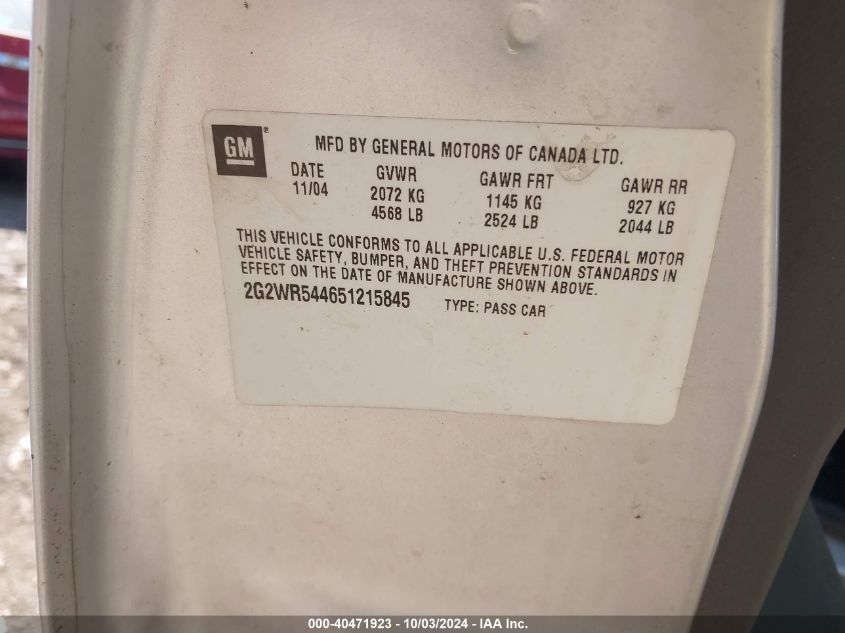 GM®
MFD BY GENERAL MOTORS OF CANADA LTD.
DATE GVWR GAWR FRT GAWR RR
11/04 2072 KG 1145 KG 927 KG
4568 LB 2524 LB 2044 LB
THIS VEHICLE CONFORMS TO ALL APPLICABLE U.S. FEDERAL MOTOR
VEHICLE SAFETY, BUMPER, AND THEFT PREVENTION STANDARDS IN
EFFECT ON THE DATE OF MANUFACTURE SHOWN ABOVE.
2G2WR544651215845 TYPE: PASS CAR
000-40471923 - 10/03/2024 - IAA Inc.